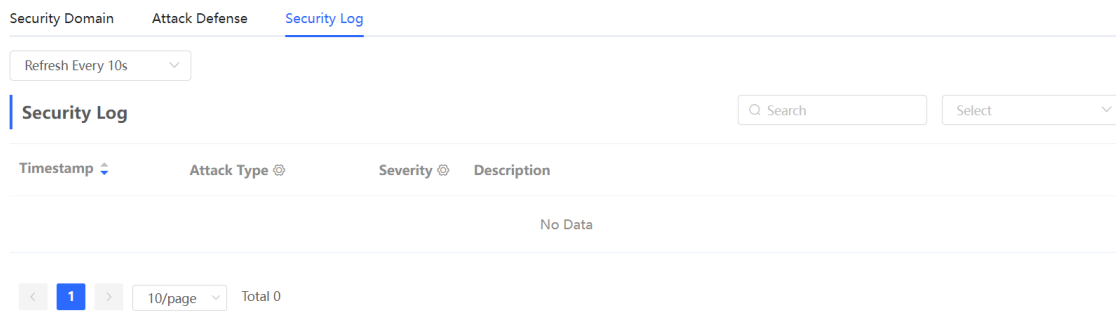 Security Domain Attack Defense Security Log
Refresh Every 10s
Security Log Search Select
Timestamp Attack Type Severity Description
No Data
1 10/page Total 0